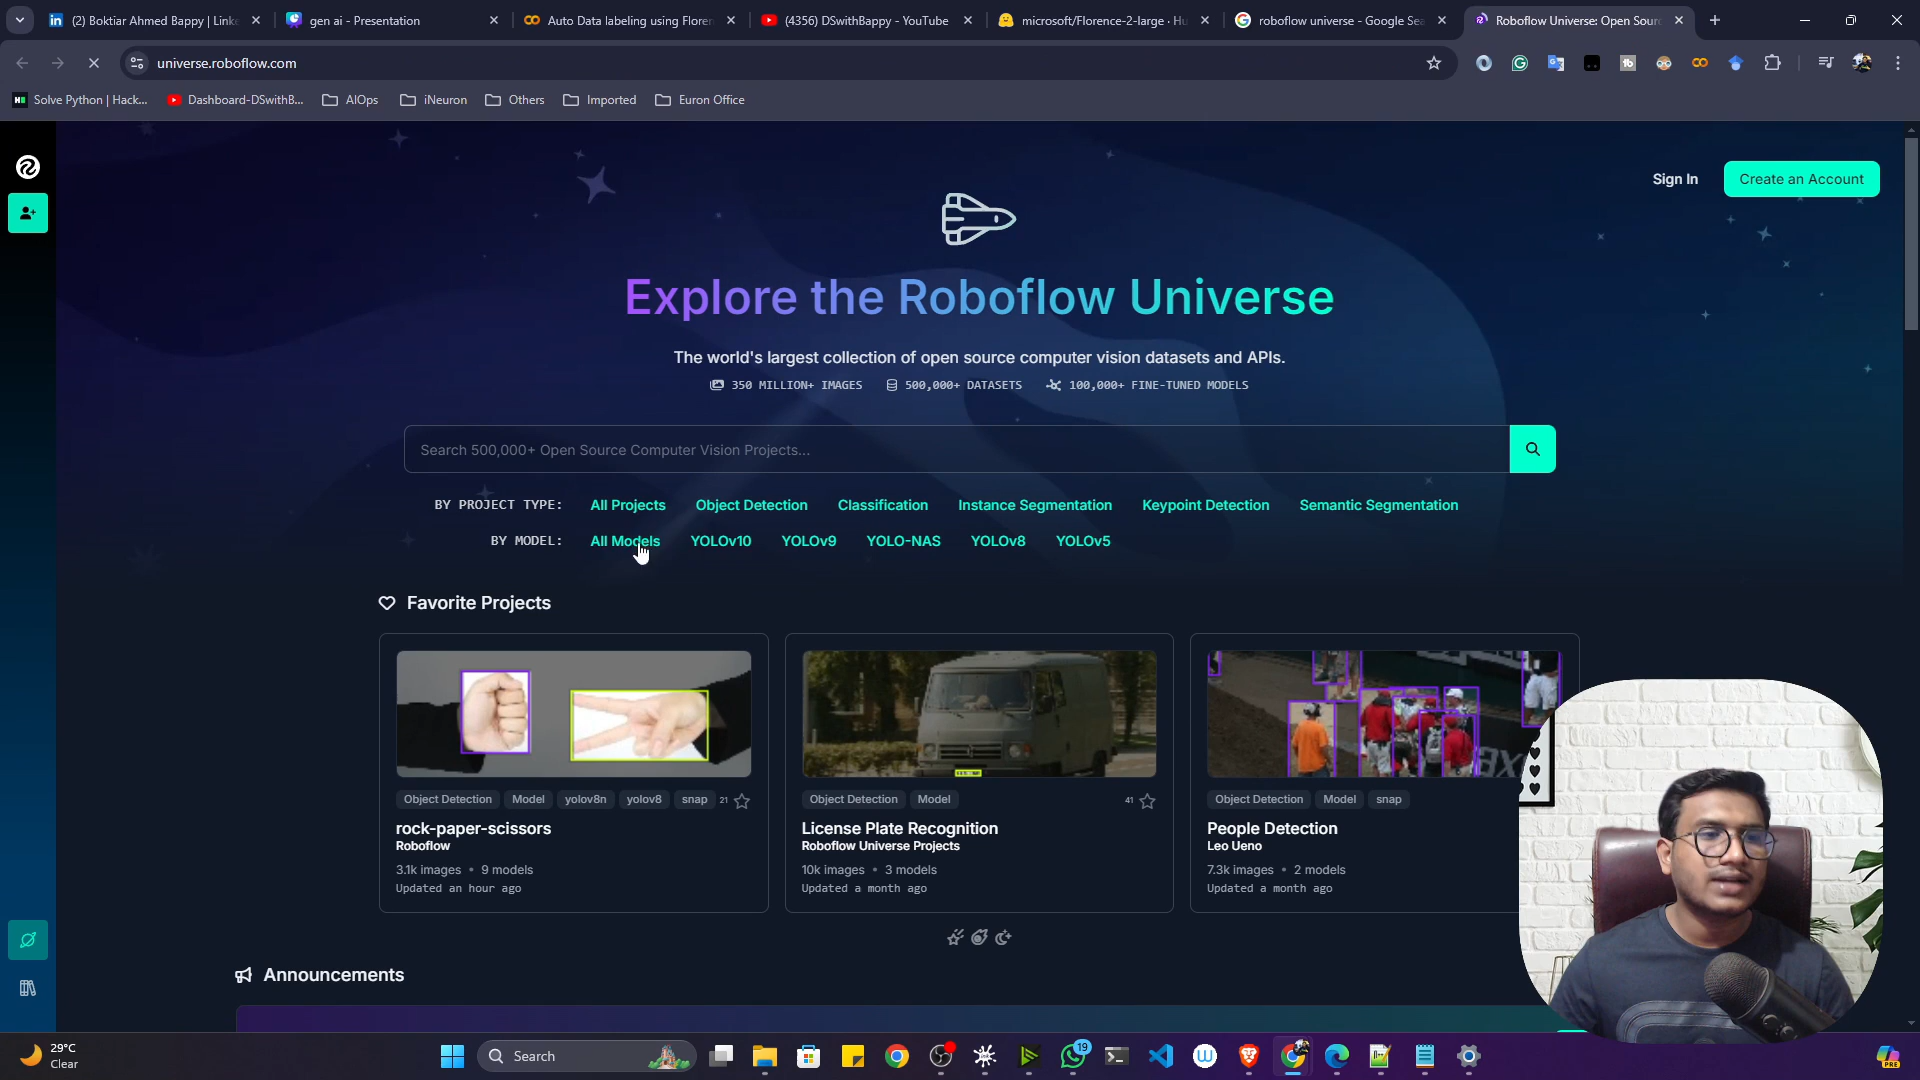 (2) Boktiar Ahmed Bappy | Linke
gen ai - Presentation
Auto Data labeling using Floren
(4356) DSwithBappy - YouTube
microsoft/Florence-2-large · Hu
roboflow universe - Google Sea
Roboflow Universe: Open Sourc
universe.roboflow.com
Solve Python | Hack...
Dashboard-DSwithB...
AIOps
iNeuron
Others
Imported
Euron Office
Sign In
Create an Account
Explore the Roboflow Universe
The world's largest collection of open source computer vision datasets and APIs.
350 MILLION+ IMAGES
500,000+ DATASETS
100,000+ FINE-TUNED MODELS
Search 500,000+ Open Source Computer Vision Projects...
BY PROJECT TYPE: All Projects Object Detection Classification Instance Segmentation Keypoint Detection Semantic Segmentation
BY MODEL: All Models YOLOv10 YOLOv9 YOLO-NAS YOLOv8 YOLOv5
Favorite Projects
Object Detection Model yolov8n yolov8 snap 21
rock-paper-scissors
Roboflow
3.1k images • 9 models
Updated an hour ago
Object Detection Model 41
License Plate Recognition
Roboflow Universe Projects
10k images • 3 models
Updated a month ago
Object Detection Model snap
People Detection
Leo Ueno
7.3k images • 2 models
Updated a month ago
Announcements
29°C
Clear
Search
19
PRE